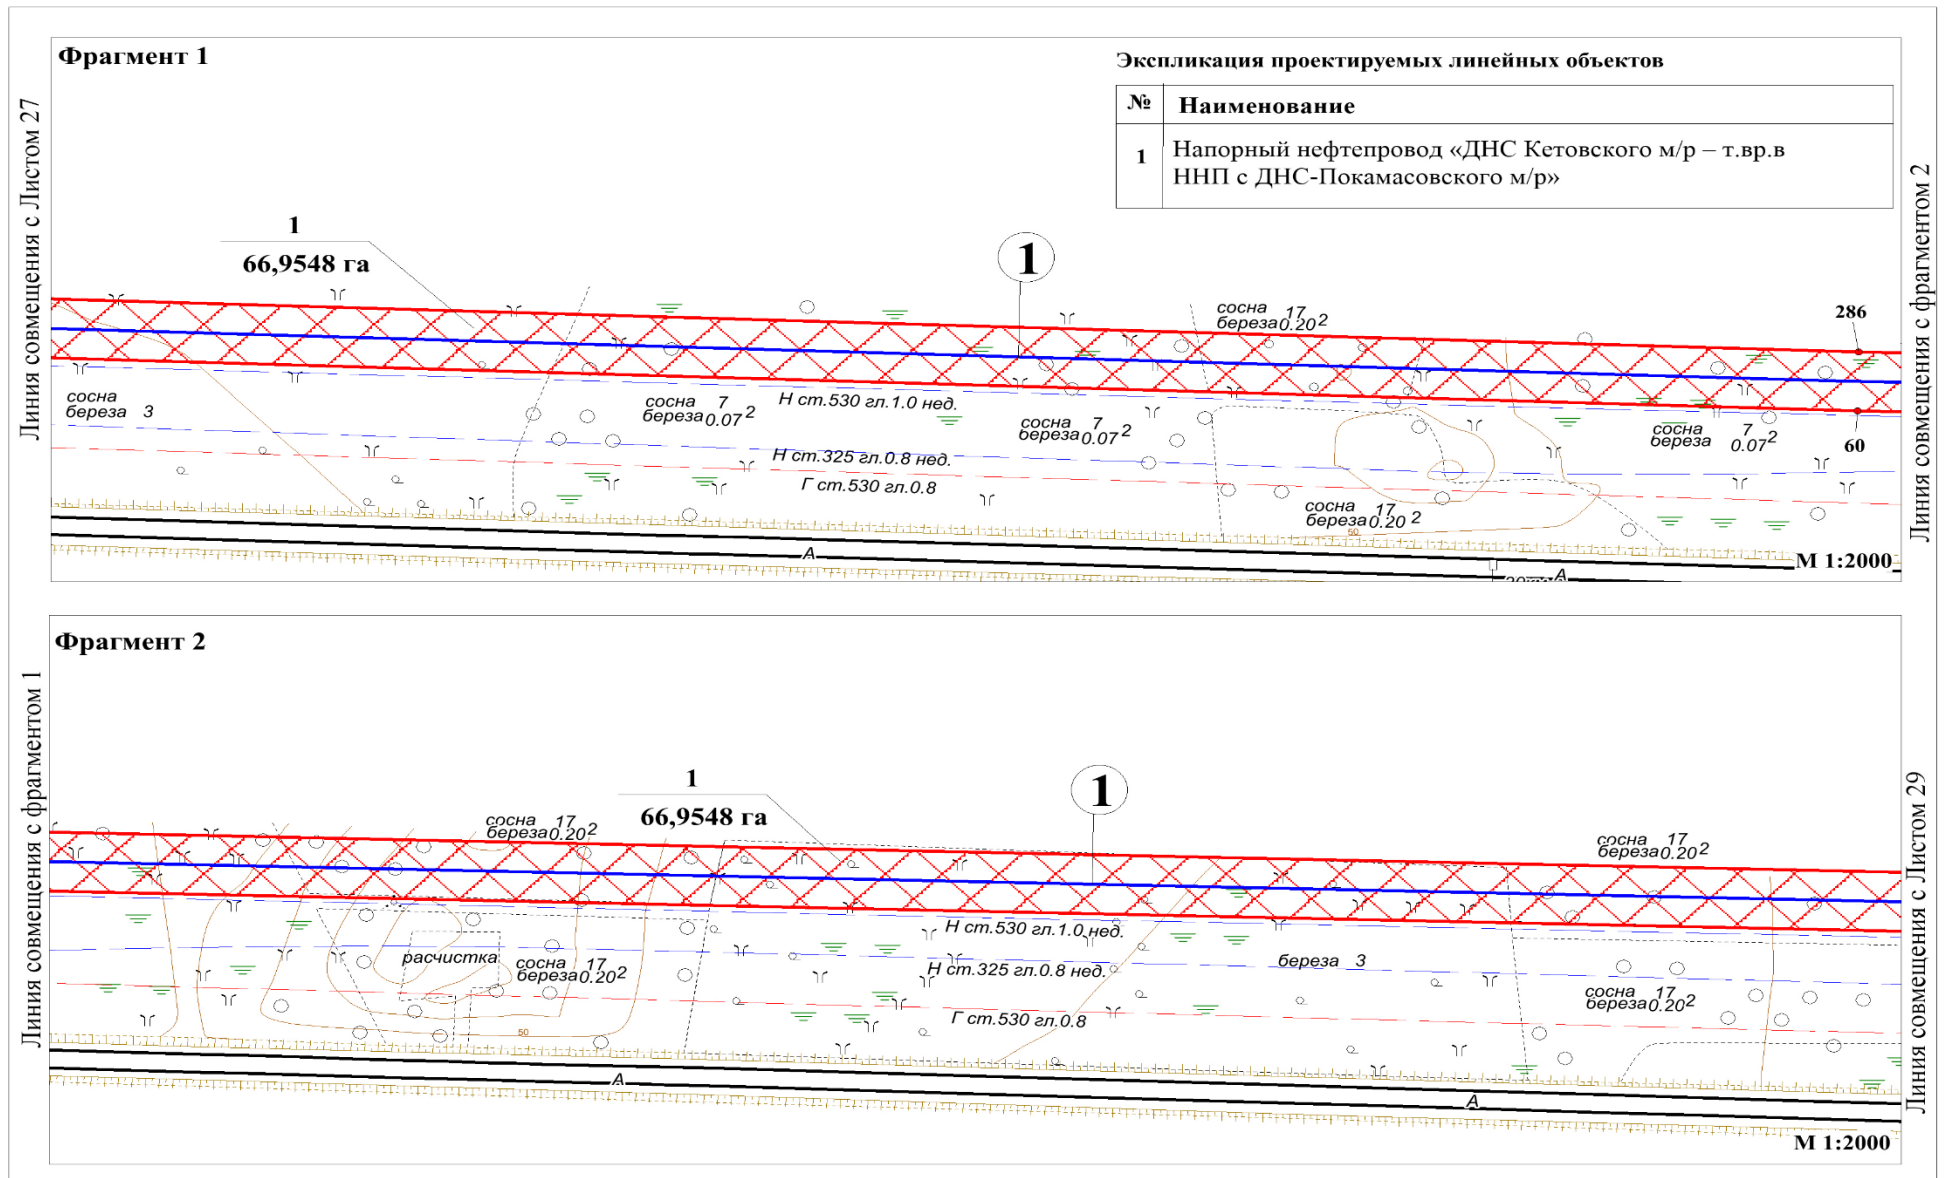 Фрагмент 1
Экспликация проектируемых линейных объектов
№ Наименование
1 Напорный нефтепровод «ДНС Кетовского м/р – т.вр.в
ННП с ДНС-Покамасовского м/р»
Линия совмещения с Листом 27
Линия совмещения с фрагментом 2
1
66,9548 га
1
сосна 17
береза 0.20 2
286
сосна
береза 3
сосна 7
береза 0.07 2
Н ст.530 гл.1.0 нед.
сосна 7
береза 0.07 2
сосна 7
береза 0.07 2
60
Н ст.325 гл.0.8 нед.
Г ст.530 гл.0.8
сосна 17
береза 0.20 2
50
А
А
М 1:2000
Фрагмент 2
Линия совмещения с фрагментом 1
Линия совмещения с Листом 29
1
66,9548 га
1
сосна 17
береза 0.20 2
сосна 17
береза 0.20 2
Н ст.530 гл.1.0 нед.
расчистка
сосна 17
береза 0.20 2
Н ст.325 гл.0.8 нед.
береза 3
сосна 17
береза 0.20 2
Г ст.530 гл.0.8
50
А
А
М 1:2000